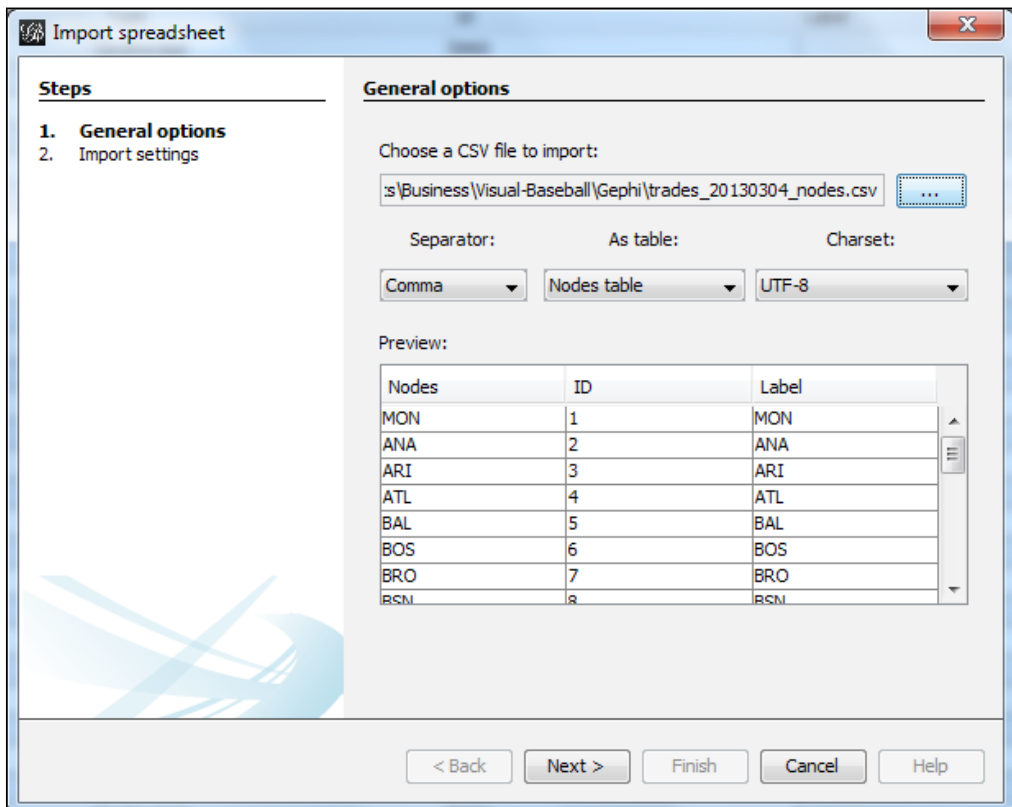 Import spreadsheet
Steps
1. General options
2. Import settings
General options
Choose a CSV file to import:
:s\Business\Visual-Baseball\Gephi\trades_20130304_nodes.csv ...
Separator: As table: Charset:
Comma Nodes table UTF-8
Preview:
Nodes ID Label
MON 1 MON
ANA 2 ANA
ARI 3 ARI
ATL 4 ATL
BAL 5 BAL
BOS 6 BOS
BRO 7 BRO
BSN 8 BSN
< Back Next > Finish Cancel Help